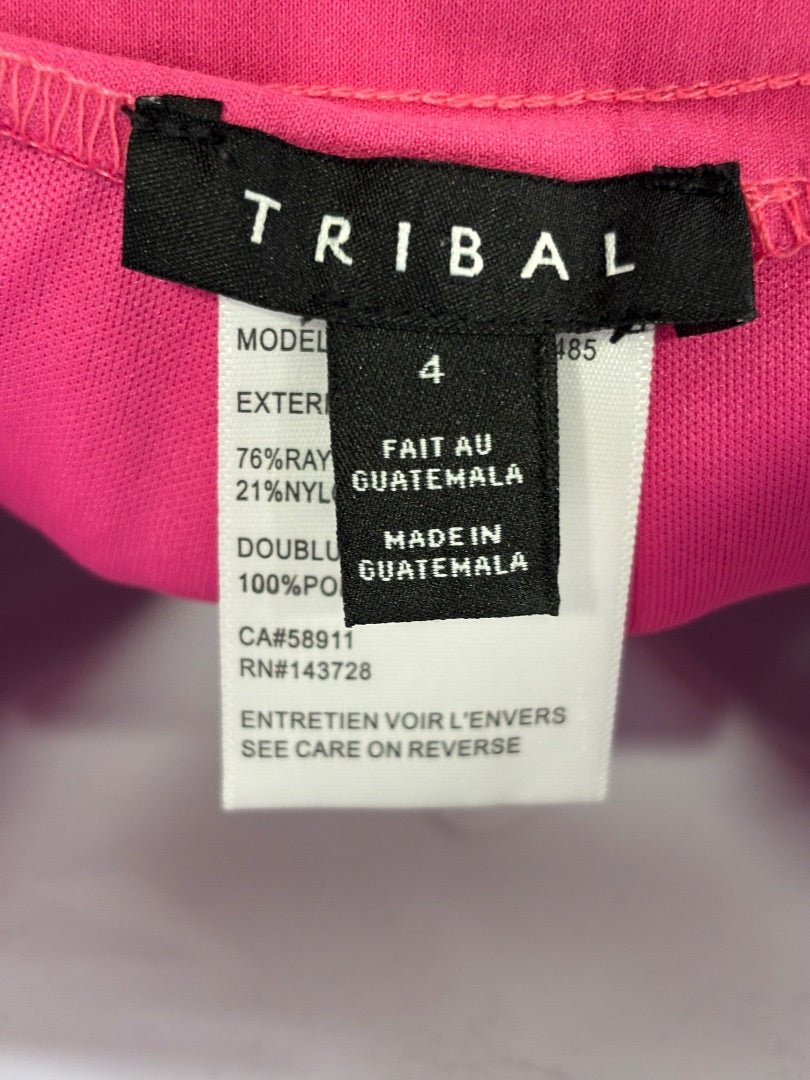 TRIBAL
4
FAIT AU
GUATEMALA
MADE IN
GUATEMALA
MODEL 485
EXTER
76%RAY
21%NYL
DOUBLU
100%PO
CA#58911
RN#143728
ENTRETIEN VOIR L'ENVERS
SEE CARE ON REVERSE